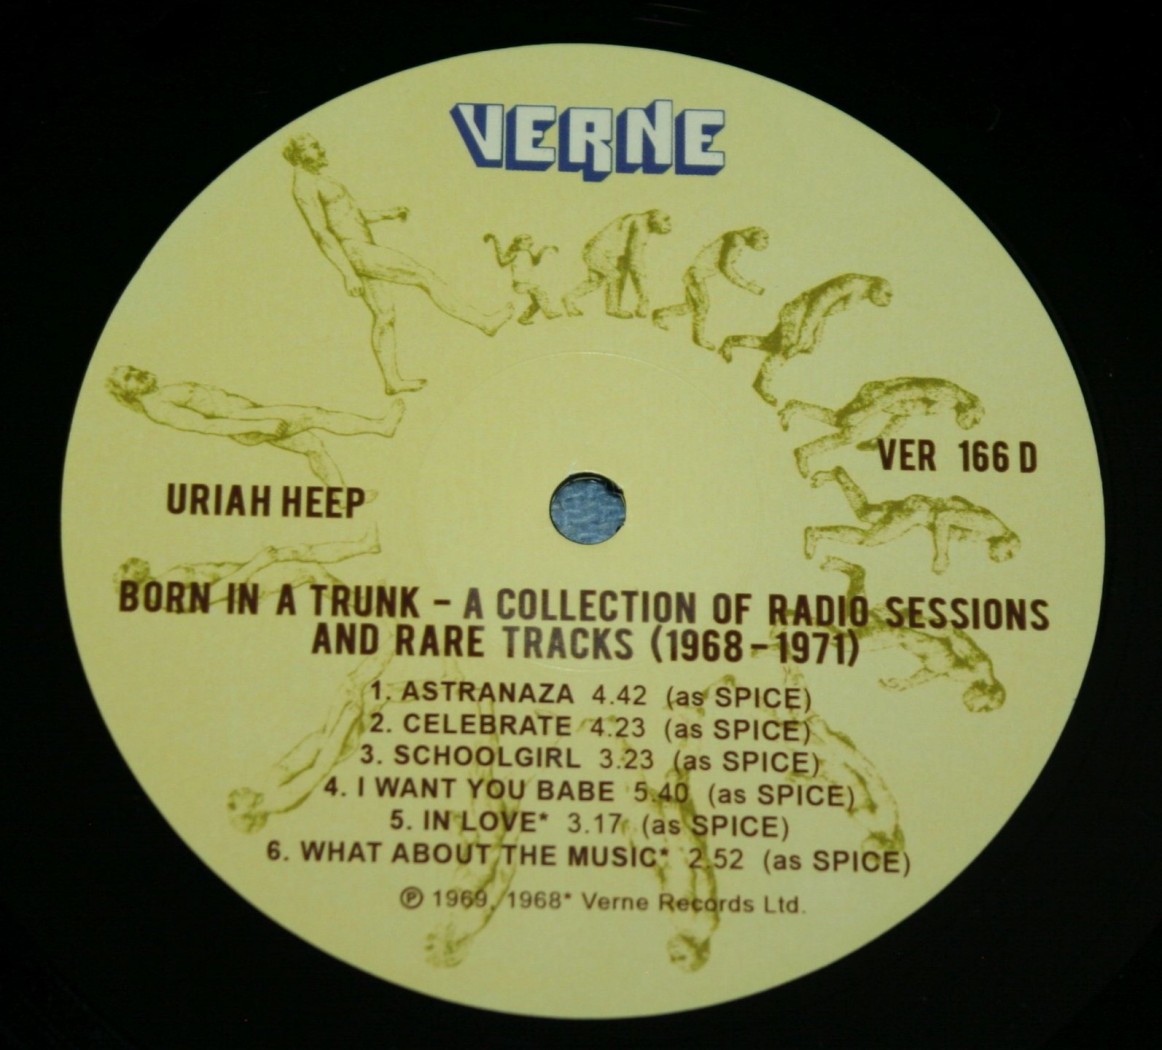 VERNE
VER 166 D
URIAH HEEP
BORN IN A TRUNK - A COLLECTION OF RADIO SESSIONS
AND RARE TRACKS (1968-1971)
1. ASTRANAZA 4.42 (as SPICE)
2. CELEBRATE 4.23 (as SPICE)
3. SCHOOLGIRL 3.23 (as SPICE)
4. I WANT YOU BABE 5.40 (as SPICE)
5. IN LOVE* 3.17 (as SPICE)
6. WHAT ABOUT THE MUSIC* 2.52 (as SPICE)
℗ 1969, 1968* Verne Records Ltd.